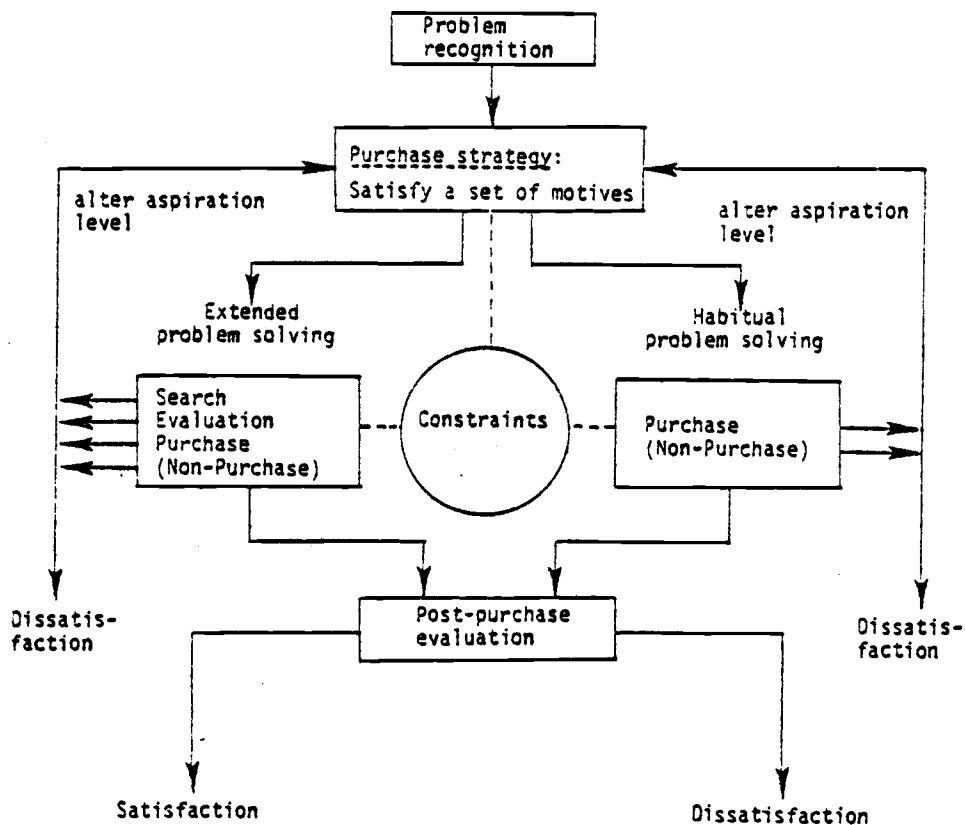 Problem
recognition
Purchase strategy:
Satisfy a set of motives
alter aspiration
level
alter aspiration
level
Extended
problem solving
Habitual
problem solving
Search
Evaluation
Purchase
(Non-Purchase)
Constraints
Purchase
(Non-Purchase)
Post-purchase
evaluation
Dissatis-
faction
Dissatis-
faction
Satisfaction
Dissatisfaction